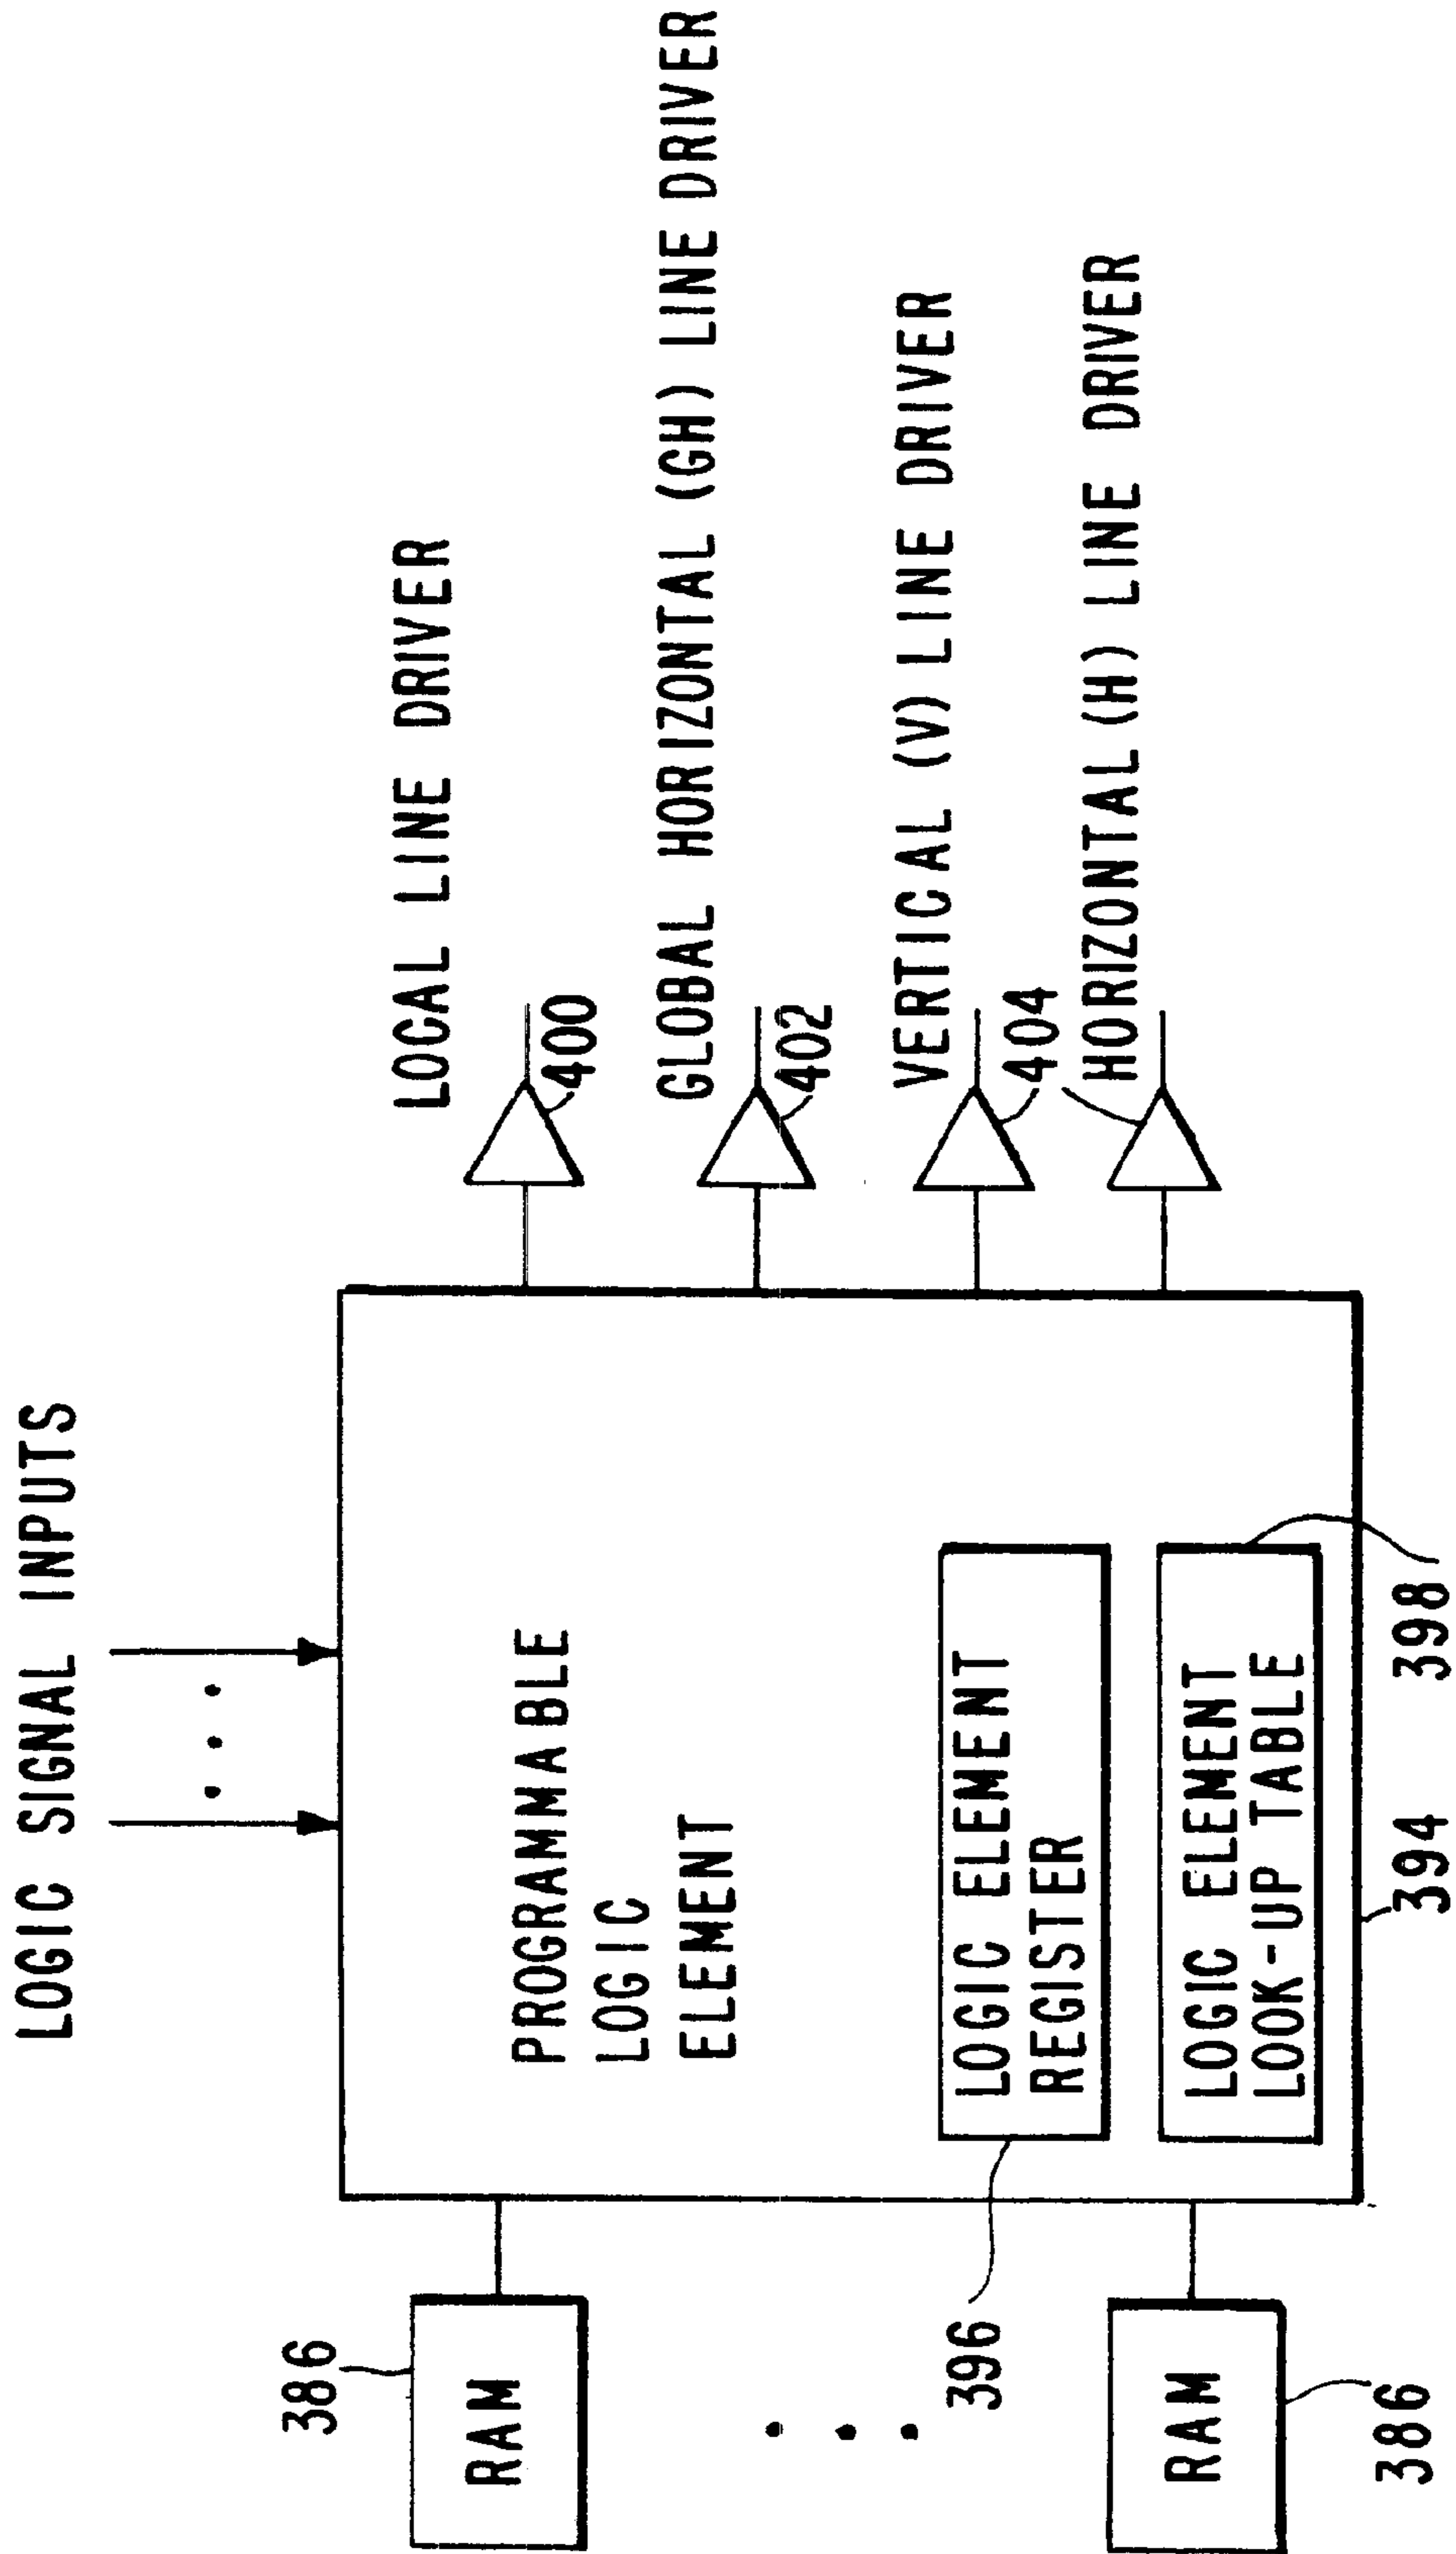 LOGIC SIGNAL INPUTS
386
RAM
PROGRAMMABLE
LOGIC
ELEMENT
LOCAL LINE DRIVER
400
GLOBAL HORIZONTAL (GH) LINE DRIVER
402
VERTICAL (V) LINE DRIVER
404
HORIZONTAL (H) LINE DRIVER
396
LOGIC ELEMENT
REGISTER
LOGIC ELEMENT
LOOK-UP TABLE
RAM
386
394
398